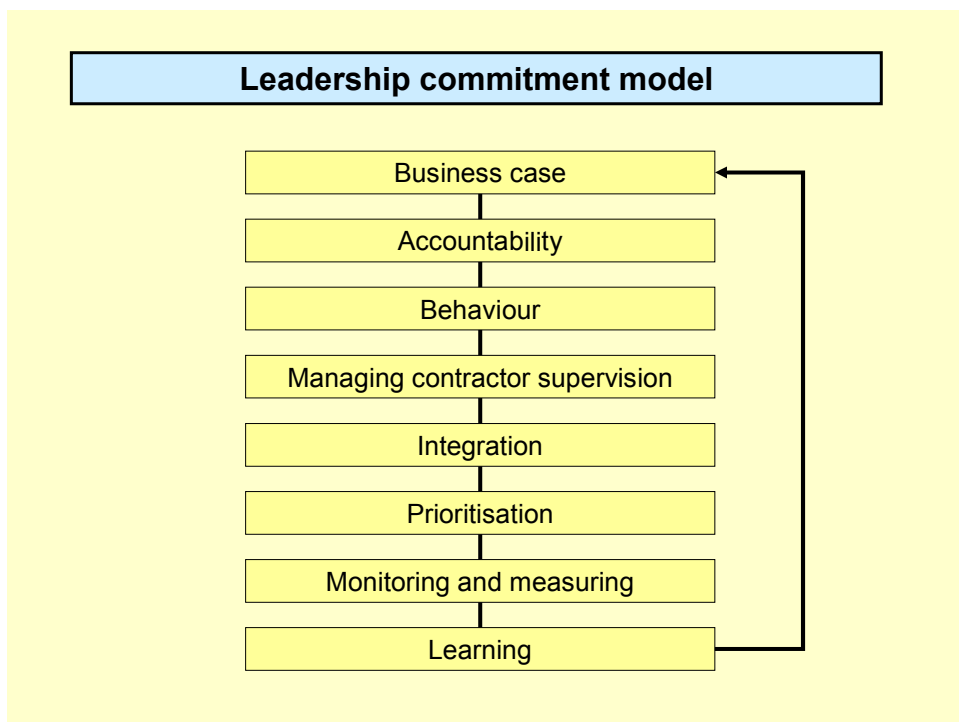 Leadership commitment model
Business case
Accountability
Behaviour
Managing contractor supervision
Integration
Prioritisation
Monitoring and measuring
Learning